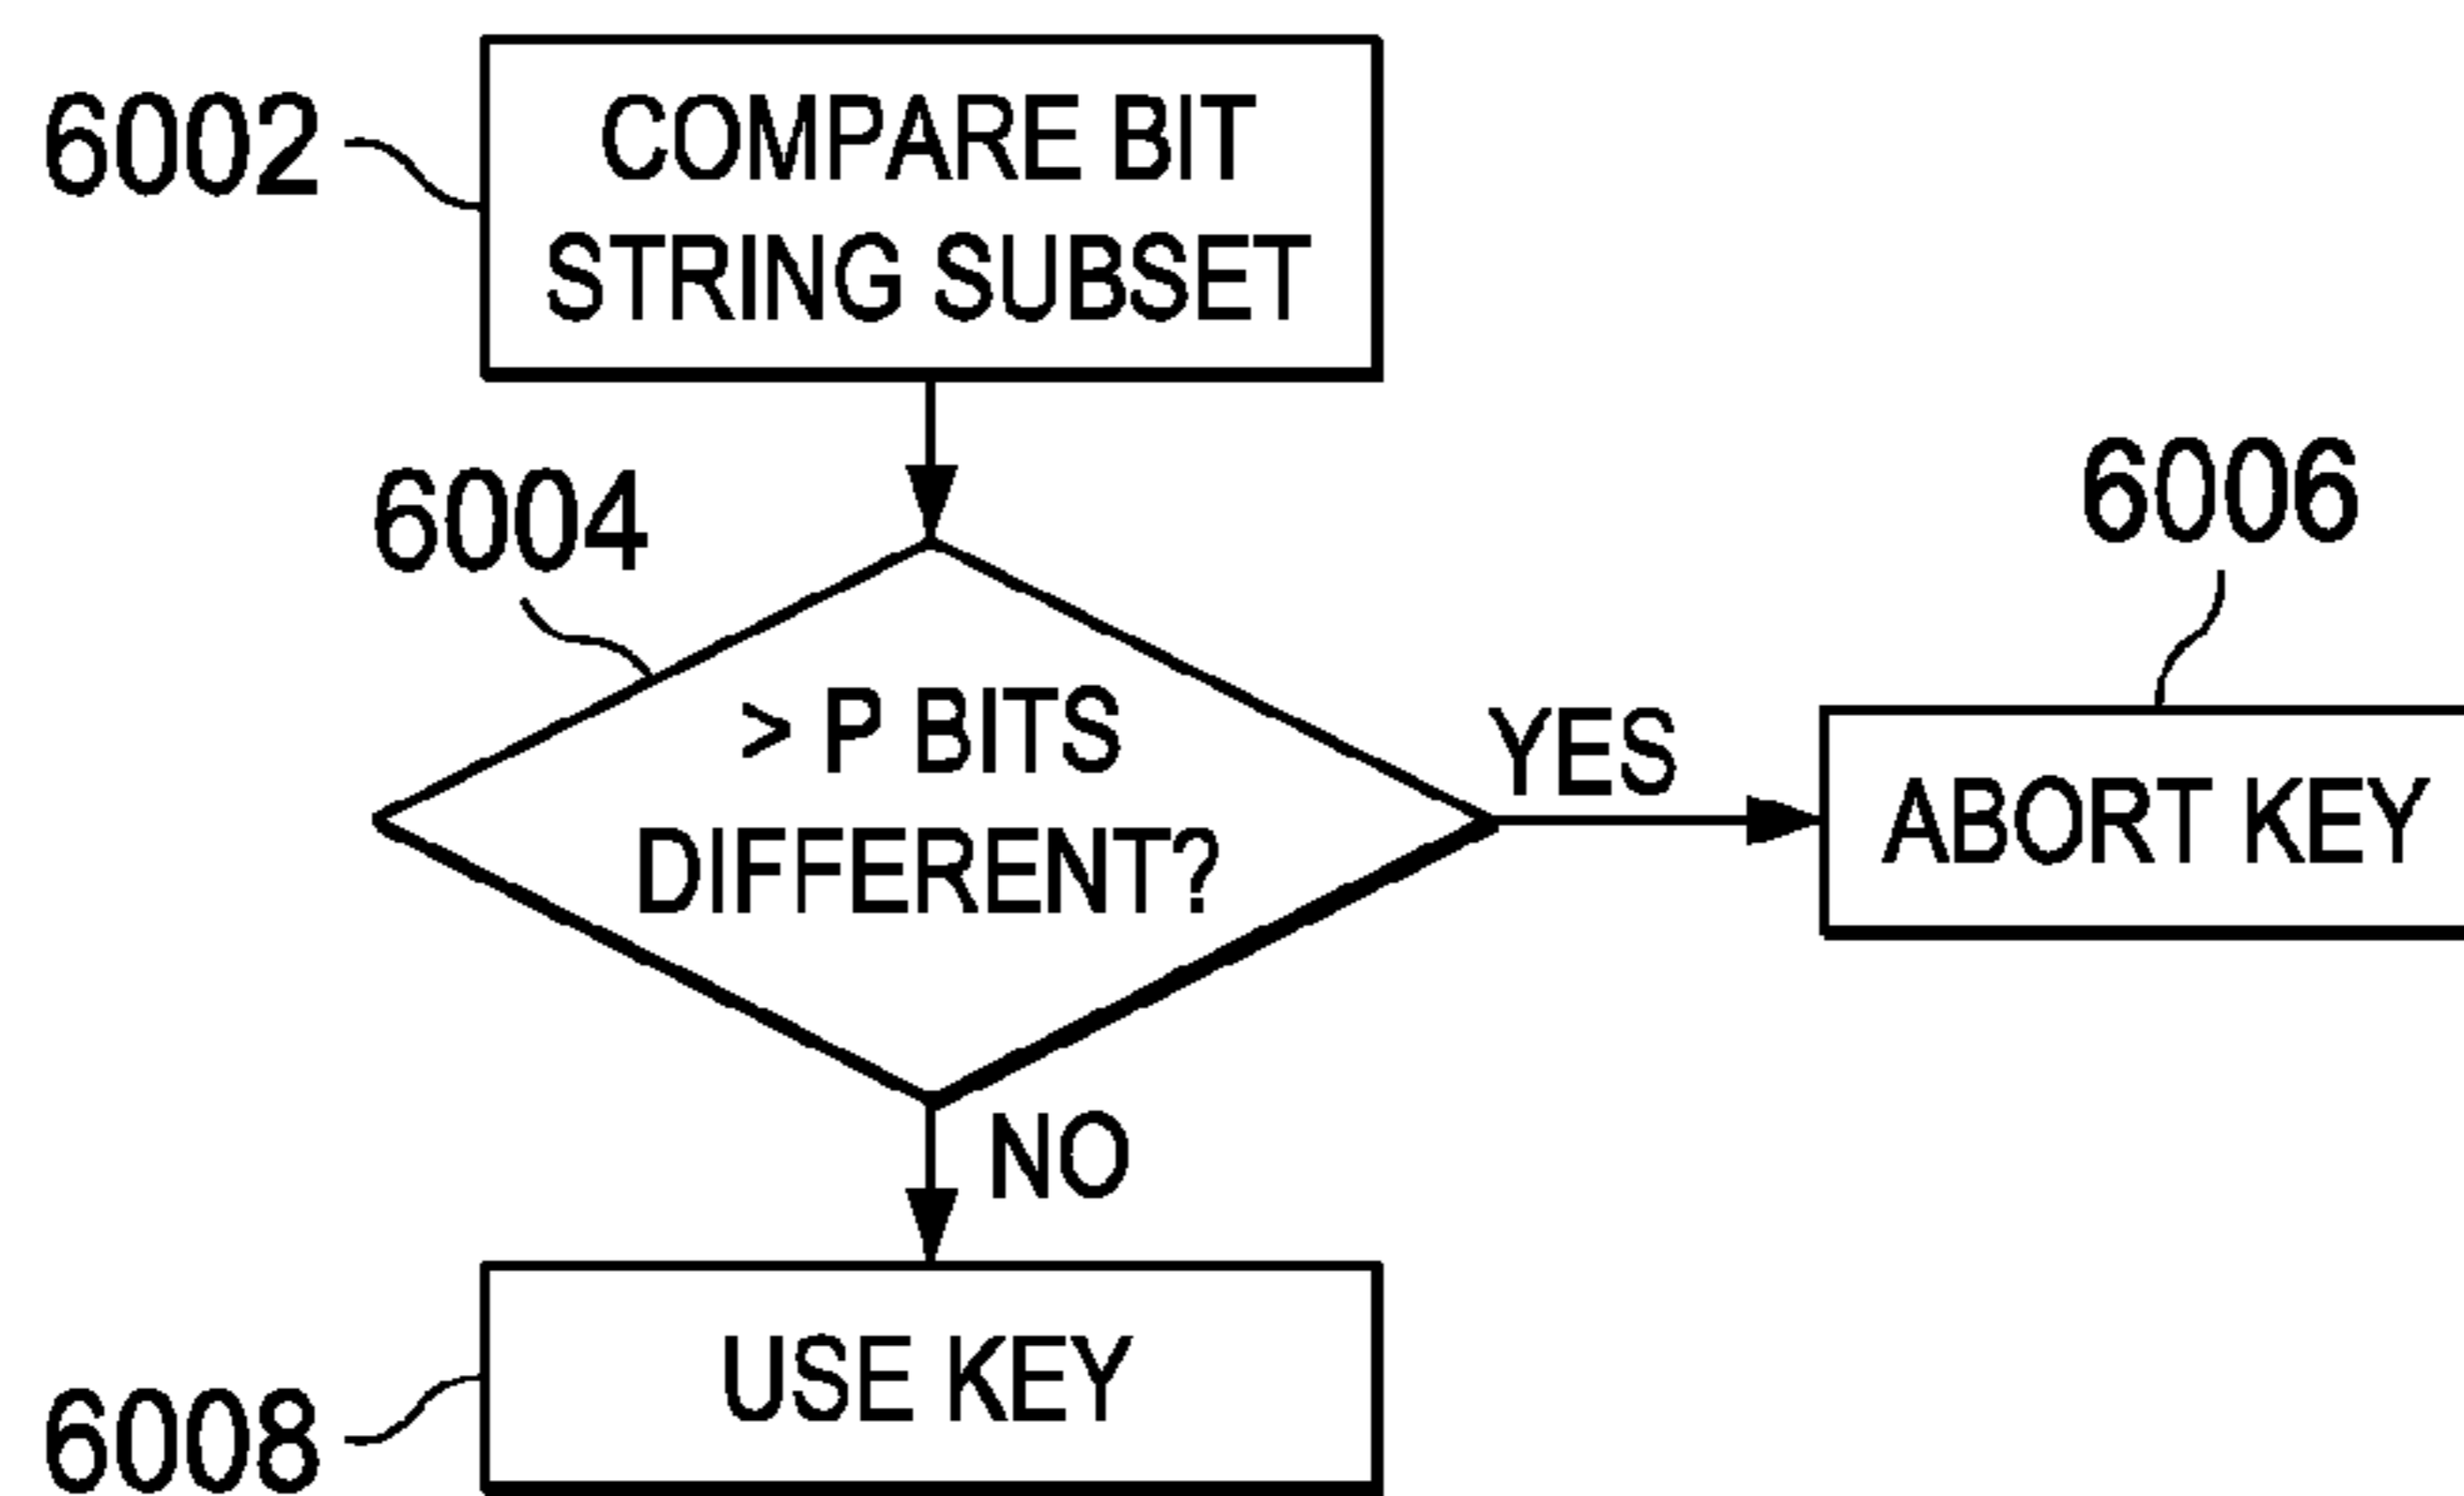 6002
COMPARE BIT
STRING SUBSET
6004
6006
> P BITS
DIFFERENT?
YES
ABORT KEY
NO
USE KEY
6008